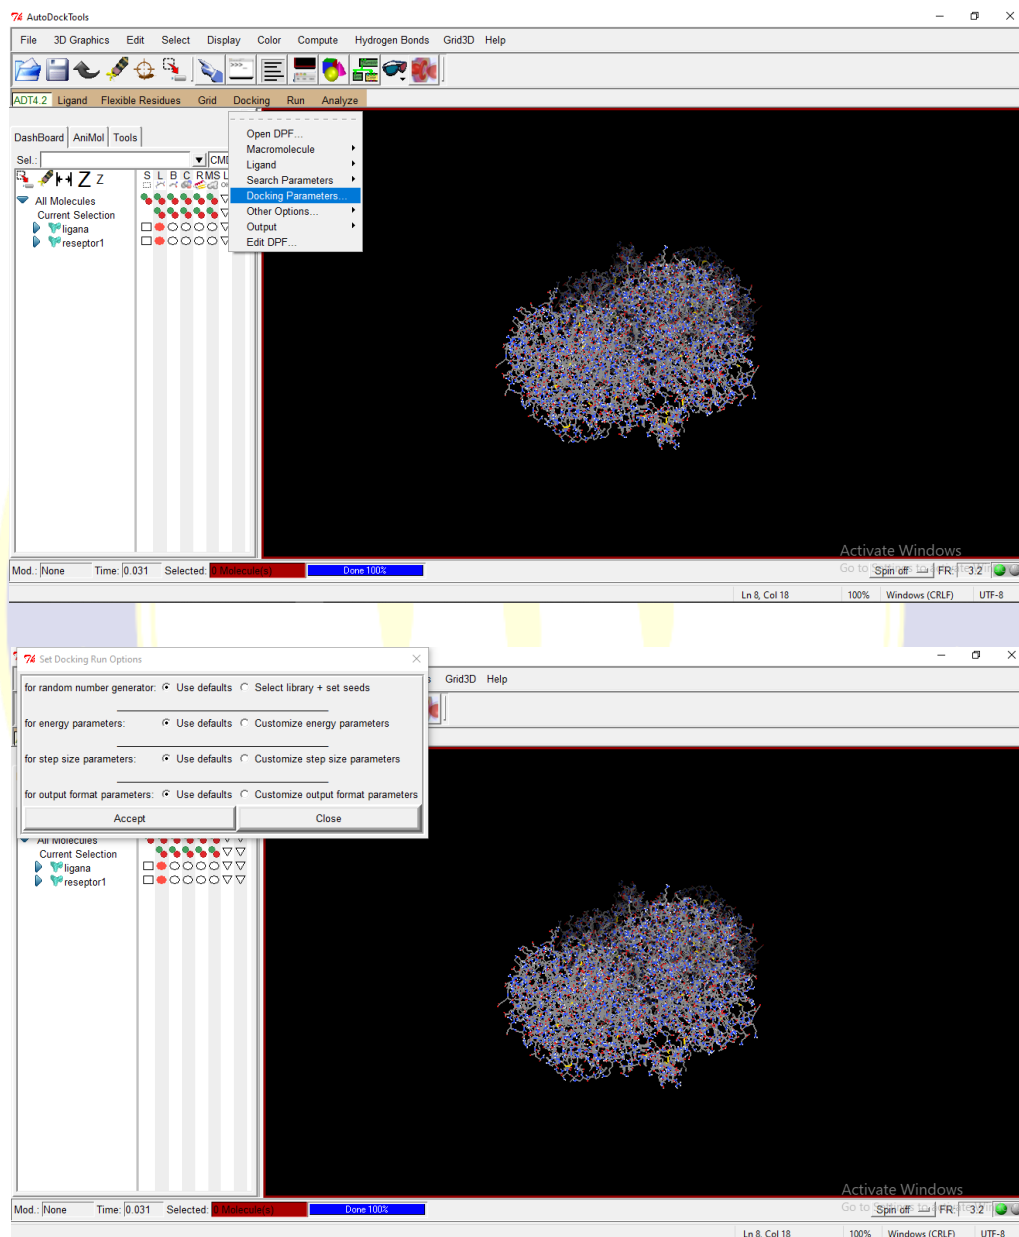 AutoDockTools
File 3D Graphics Edit Select Display Color Compute Hydrogen Bonds Grid3D Help
ADT4.2 Ligand Flexible Residues Grid Docking Run Analyze
Open DPF...
Macromolecule
Ligand
Search Parameters
Docking Parameters...
Other Options...
Output
Edit DPF...
DashBoard AniMol Tools
Sel.: CMD
Z Z S L B C R MS L
All Molecules
Current Selection
ligana
reseptor1
Activate Windows
Mod.: None Time: 0.031 Selected: 0 Molecule(s) Done 100% Spin off FR: 3.2
Ln 8, Col 18 100% Windows (CRLF) UTF-8
Set Docking Run Options
for random number generator: Use defaults Select library + set seeds
for energy parameters: Use defaults Customize energy parameters
for step size parameters: Use defaults Customize step size parameters
for output format parameters: Use defaults Customize output format parameters
Accept Close
Grid3D Help
All Molecules
Current Selection
ligana
reseptor1
Activate Windows
Mod.: None Time: 0.031 Selected: 0 Molecule(s) Done 100% Spin off FR: 3.2
Ln 8, Col 18 100% Windows (CRLF) UTF-8